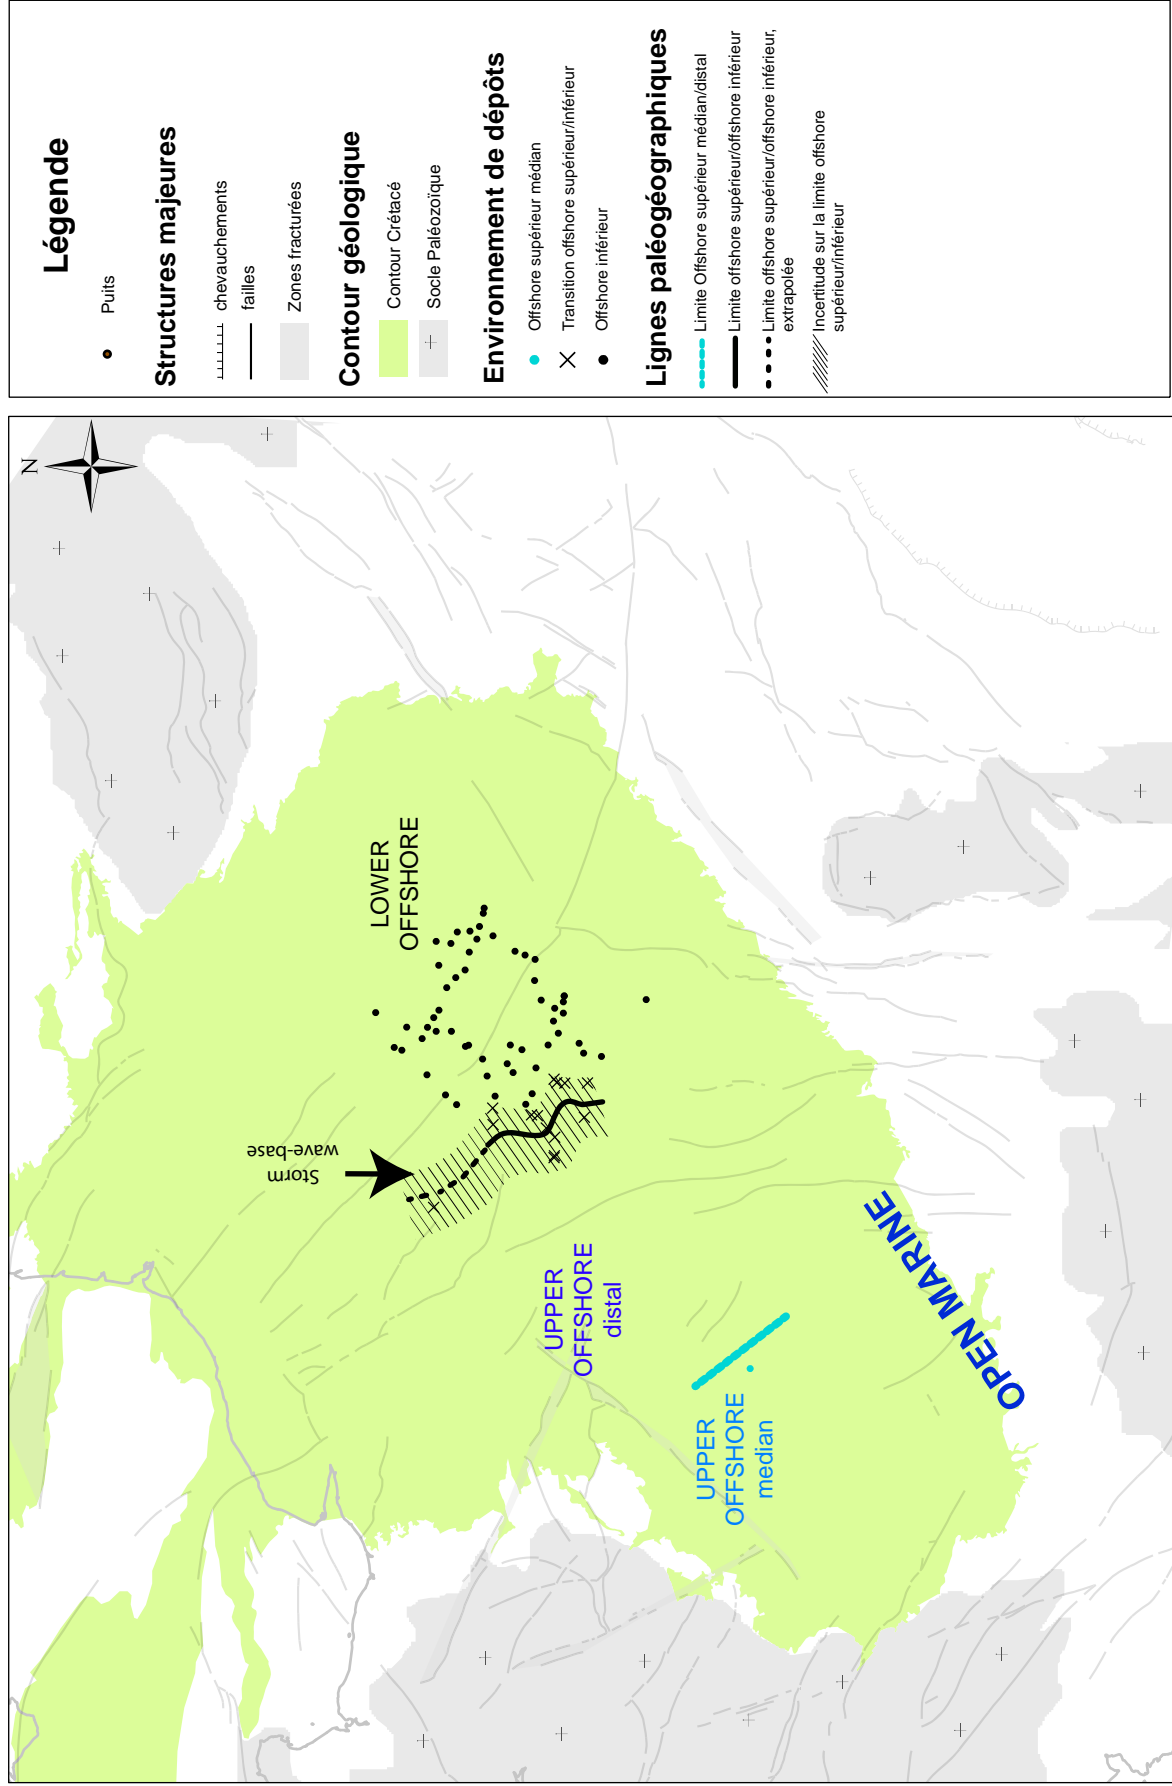 Légende
Puits
Structures majeures
chevauchements
failles
Zones fracturées
Contour géologique
Contour Crétacé
Socle Paléozoïque
Environnement de dépôts
Offshore supérieur médian
Transition offshore supérieur/inférieur
Offshore inférieur
Lignes paléogéographiques
Limite Offshore supérieur médian/distal
Limite offshore supérieur/offshore inférieur
Limite offshore supérieur/offshore inférieur,
extrapolée
Incertitude sur la limite offshore
supérieur/inférieur
N
LOWER
OFFSHORE
Storm
wave-base
UPPER
OFFSHORE
distal
UPPER
OFFSHORE
median
OPEN MARINE